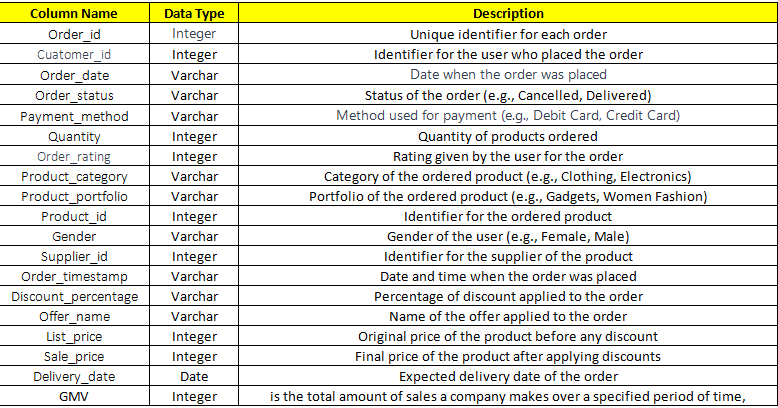 Column Name Data Type Description
Order_id Integer Unique identifier for each order
Cuatomer_id Integer Identifier for the user who placed the order
Order_date Varchar Date when the order was placed
Order_status Varchar Status of the order (e.g., Cancelled, Delivered)
Payment_method Varchar Method used for payment (e.g., Debit Card, Credit Card)
Quantity Integer Quantity of products ordered
Order_rating Integer Rating given by the user for the order
Product_category Varchar Category of the ordered product (e.g., Clothing, Electronics)
Product_portfolio Varchar Portfolio of the ordered product (e.g., Gadgets, Women Fashion)
Product_id Integer Identifier for the ordered product
Gender Varchar Gender of the user (e.g., Female, Male)
Supplier_id Integer Identifier for the supplier of the product
Order_timestamp Varchar Date and time when the order was placed
Discount_percentage Varchar Percentage of discount applied to the order
Offer_name Varchar Name of the offer applied to the order
List_price Integer Original price of the product before any discount
Sale_price Integer Final price of the product after applying discounts
Delivery_date Date Expected delivery date of the order
GMV Integer is the total amount of sales a company makes over a specified period of time,